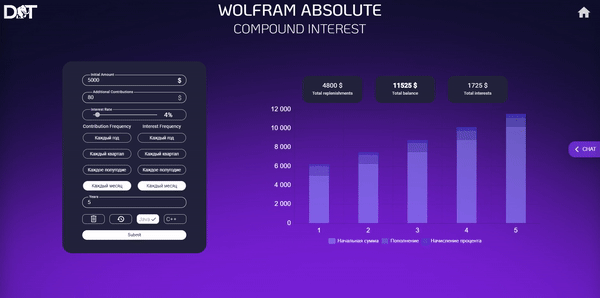 DOT
WOLFRAM ABSOLUTE
COMPOUND INTEREST
Initial Amount
5000 $
Additional Contributions
80 $
Interest Rate
4%
Contribution Frequency Interest Frequency
Каждый год Каждый год
Каждый квартал Каждый квартал
Каждое полугодие Каждое полугодие
Каждый месяц Каждый месяц
Years
5
Java C++
Submit
4800 $ 11525 $ 1725 $
Total replenishments Total balance Total interests
12 000
10 000
8 000
6 000
4 000
2 000
0
1 2 3 4 5
Начальная сумма Пополнение Начисление процента
CHAT